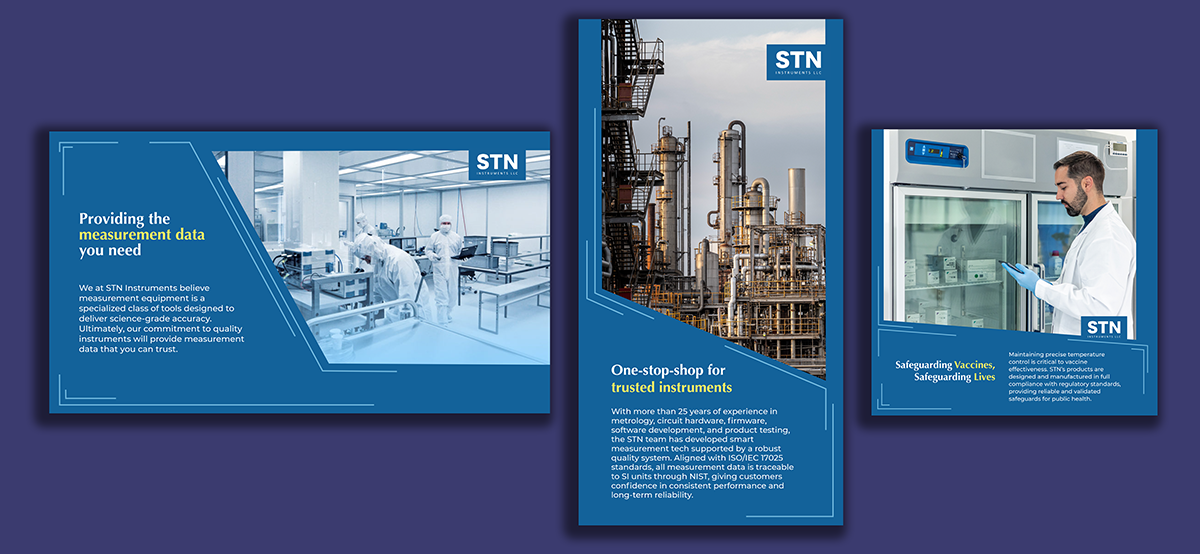 STN
INSTRUMENTS LLC
Providing the
measurement data
you need
We at STN Instruments believe
measurement equipment is a
specialized class of tools designed to
deliver science-grade accuracy.
Ultimately, our commitment to quality
instruments will provide measurement
data that you can trust.
STN
INSTRUMENTS LLC
One-stop-shop for
trusted instruments
With more than 25 years of experience in
metrology, circuit hardware, firmware,
software development, and product testing,
the STN team has developed smart
measurement tech supported by a robust
quality system. Aligned with ISO/IEC 17025
standards, all measurement data is traceable
to SI units through NIST, giving customers
confidence in consistent performance and
long-term reliability.
STN
INSTRUMENTS LLC
Safeguarding Vaccines,
Safeguarding Lives
Maintaining precise temperature
control is critical to vaccine
effectiveness. STN's products are
designed and manufactured in full
compliance with regulatory standards,
providing reliable and validated
safeguards for public health.